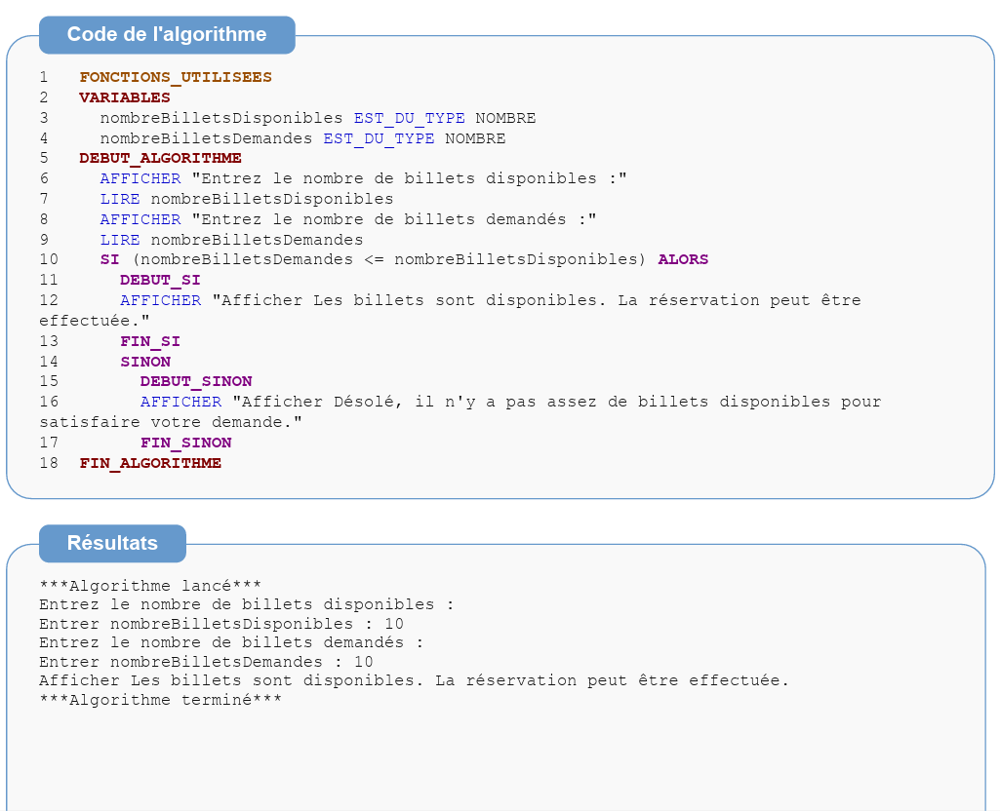 Code de l'algorithme
1 FONCTIONS_UTILISEES
2 VARIABLES
3 nombreBilletsDisponibles EST_DU_TYPE NOMBRE
4 nombreBilletsDemandes EST_DU_TYPE NOMBRE
5 DEBUT_ALGORITHME
6 AFFICHER "Entrez le nombre de billets disponibles :"
7 LIRE nombreBilletsDisponibles
8 AFFICHER "Entrez le nombre de billets demandés :"
9 LIRE nombreBilletsDemandes
10 SI (nombreBilletsDemandes <= nombreBilletsDisponibles) ALORS
11 DEBUT_SI
12 AFFICHER "Afficher Les billets sont disponibles. La réservation peut être
effectuée."
13 FIN_SI
14 SINON
15 DEBUT_SINON
16 AFFICHER "Afficher Désolé, il n'y a pas assez de billets disponibles pour
satisfaire votre demande."
17 FIN_SINON
18 FIN_ALGORITHME
Résultats
***Algorithme lancé***
Entrez le nombre de billets disponibles :
Entrer nombreBilletsDisponibles : 10
Entrez le nombre de billets demandés :
Entrer nombreBilletsDemandes : 10
Afficher Les billets sont disponibles. La réservation peut être effectuée.
***Algorithme terminé***